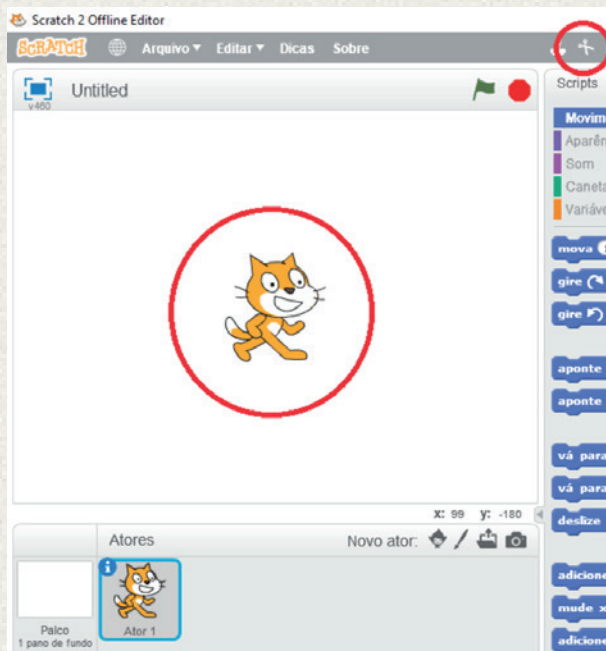 Scratch 2 Offline Editor
SCRATCH Arquivo Editar Dicas Sobre
v460 Untitled
Scripts
Movim
Aparên
Som
Caneta
Variáve
mova
gire
gire
aponte
aponte
vá para
vá para
deslize
x: 99 y: -180
adicione
mude x
adicione
Atores Novo ator:
Palco
1 pano de fundo
Ator 1